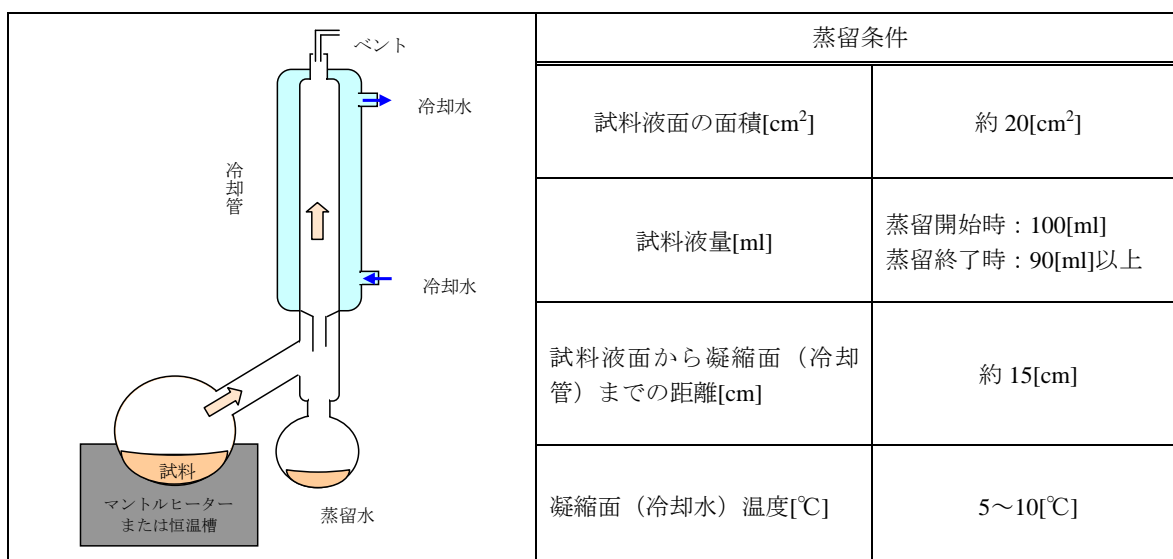 ベント
冷却水
冷却管
冷却水
試料
マントルヒーター
または恒温槽
蒸留水
蒸留条件
試料液面の面積[cm²]
約 20[cm²]
試料液量[ml]
蒸留開始時：100[ml]
蒸留終了時：90[ml]以上
試料液面から凝縮面（冷却
管）までの距離[cm]
約 15[cm]
凝縮面（冷却水）温度[℃]
5～10[℃]